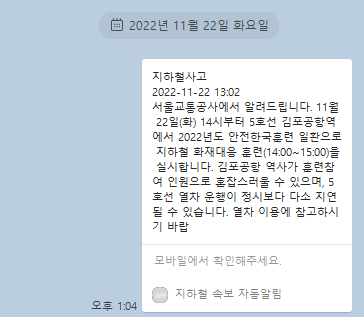 2022년 11월 22일 화요일
지하철사고
2022-11-22 13:02
서울교통공사에서 알려드립니다. 11월
22일(화) 14시부터 5호선 김포공항역
에서 2022년도 안전한국훈련 일환으로
지하철 화재대응 훈련(14:00~15:00)을
실시합니다. 김포공항 역사가 훈련참
여 인원으로 혼잡스러울 수 있으며, 5
호선 열차 운행이 정시보다 다소 지연
될 수 있습니다. 열차 이용에 참고하시
기 바랍
모바일에서 확인해주세요.
지하철 속보 자동알림
오후 1:04